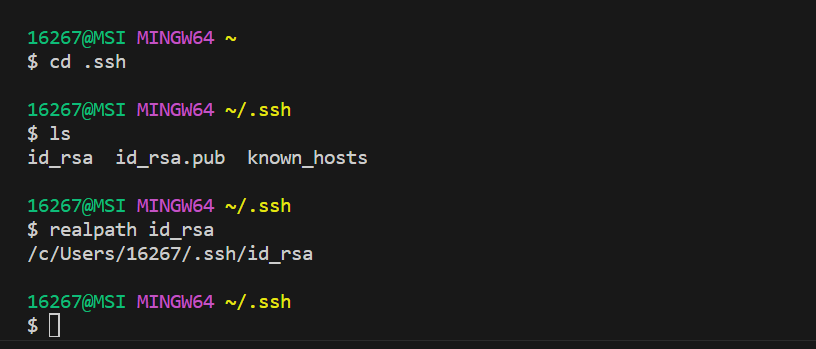 16267@MSI MINGW64 ~
$ cd .ssh
16267@MSI MINGW64 ~/.ssh
$ ls
id_rsa  id_rsa.pub  known_hosts
16267@MSI MINGW64 ~/.ssh
$ realpath id_rsa
/c/Users/16267/.ssh/id_rsa
16267@MSI MINGW64 ~/.ssh
$